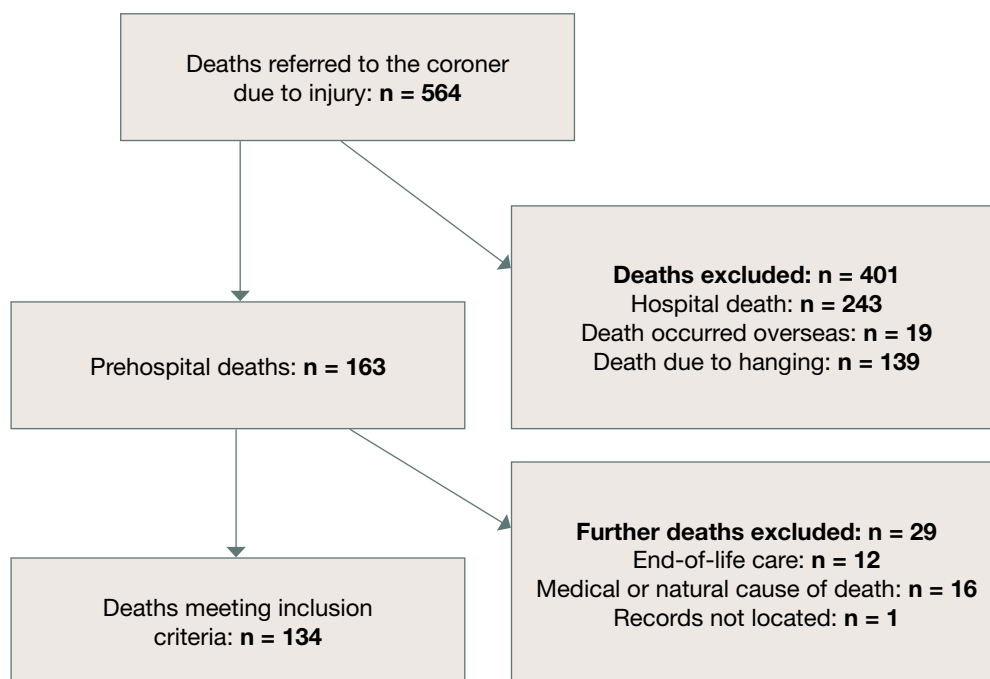 Deaths referred to the coroner
due to injury: n = 564
Deaths excluded: n = 401
Hospital death: n = 243
Death occurred overseas: n = 19
Death due to hanging: n = 139
Prehospital deaths: n = 163
Further deaths excluded: n = 29
End-of-life care: n = 12
Medical or natural cause of death: n = 16
Records not located: n = 1
Deaths meeting inclusion
criteria: n = 134